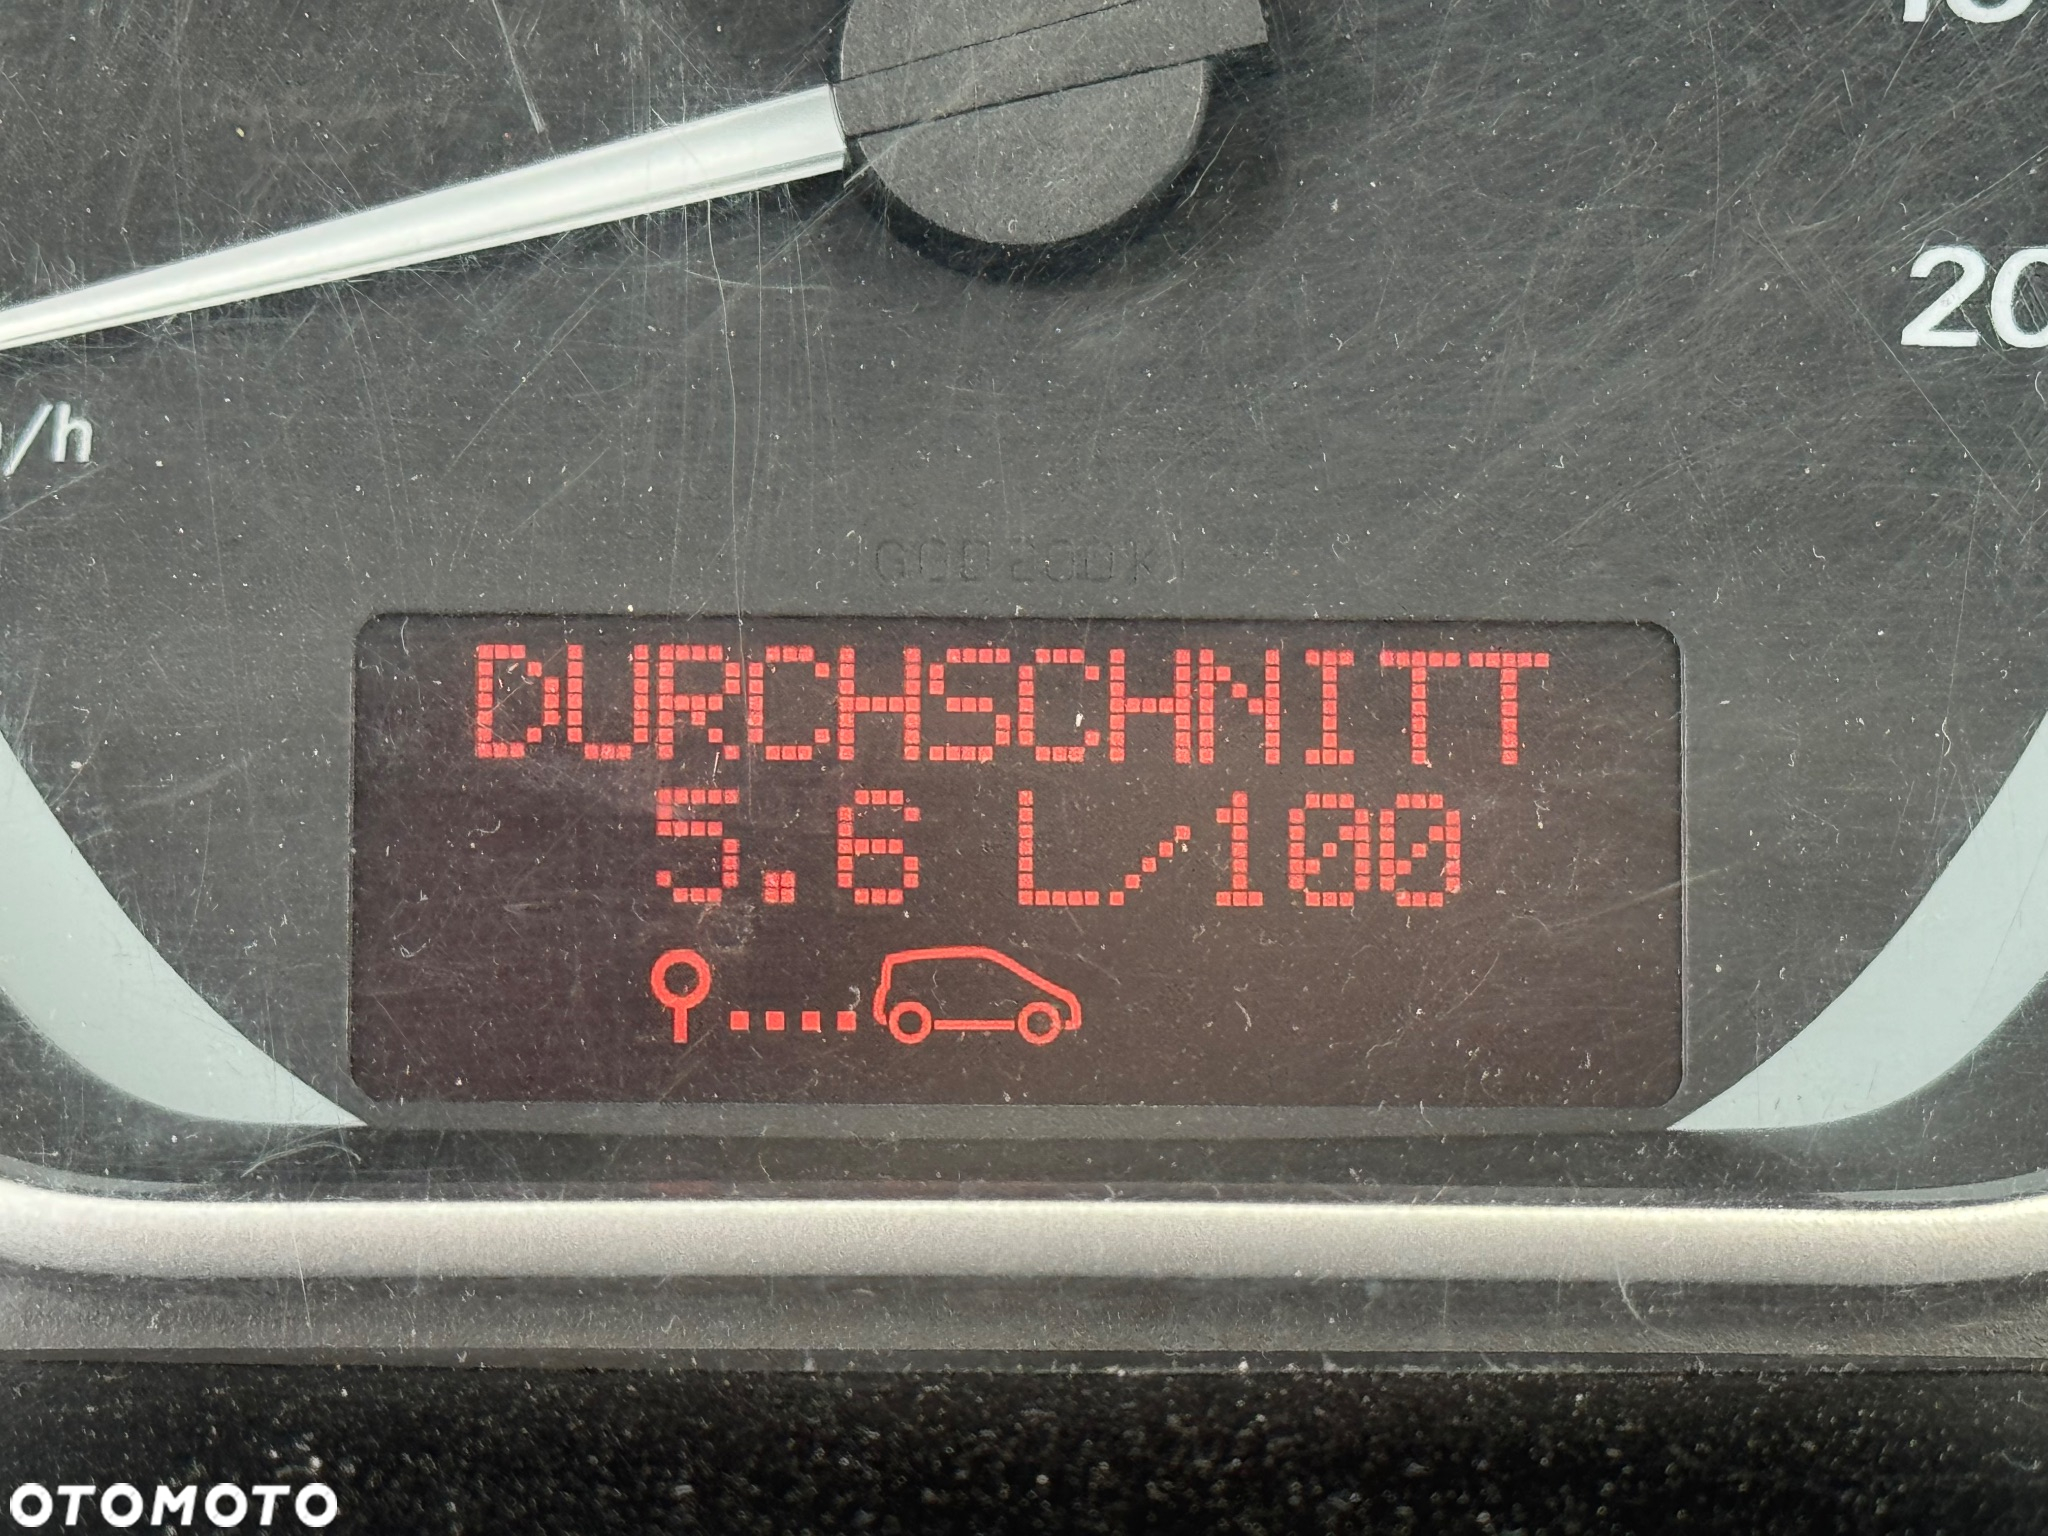 20
/h
DURCHSCHNITT
5.6 L/100
OTOMOTO